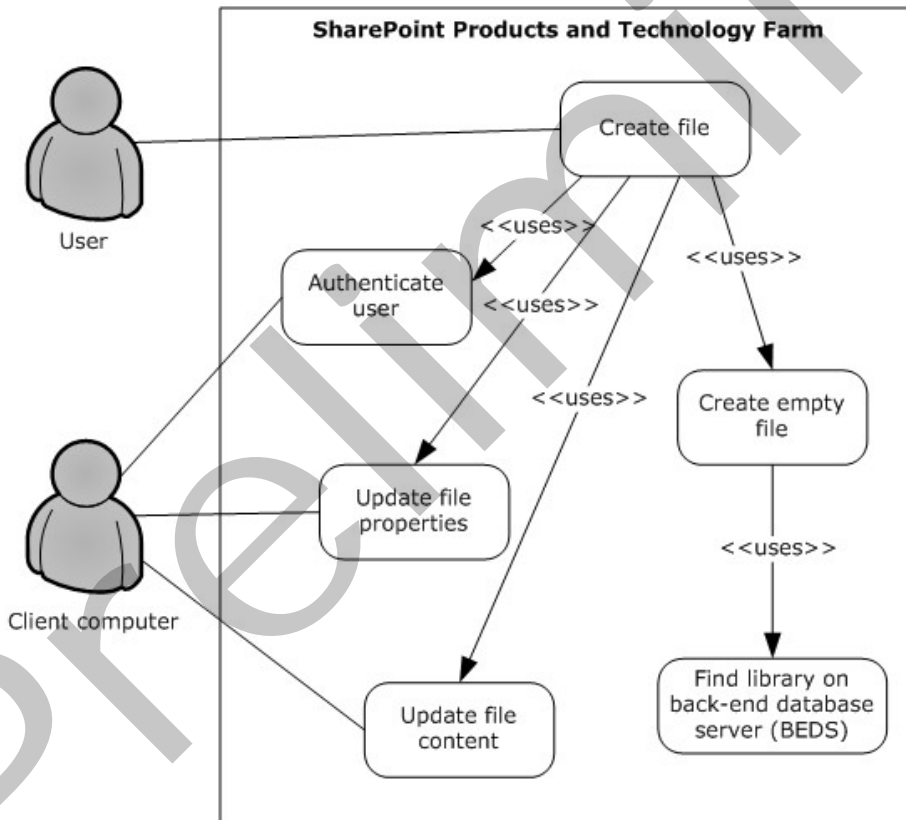 SharePoint Products and Technology Farm
Create file
User
<<uses>>
<<uses>>
Authenticate
user
<<uses>>
<<uses>>
Create empty
file
Update file
properties
<<uses>>
Client computer
Find library on
back-end database
server (BEDS)
Update file
content
Prelimin